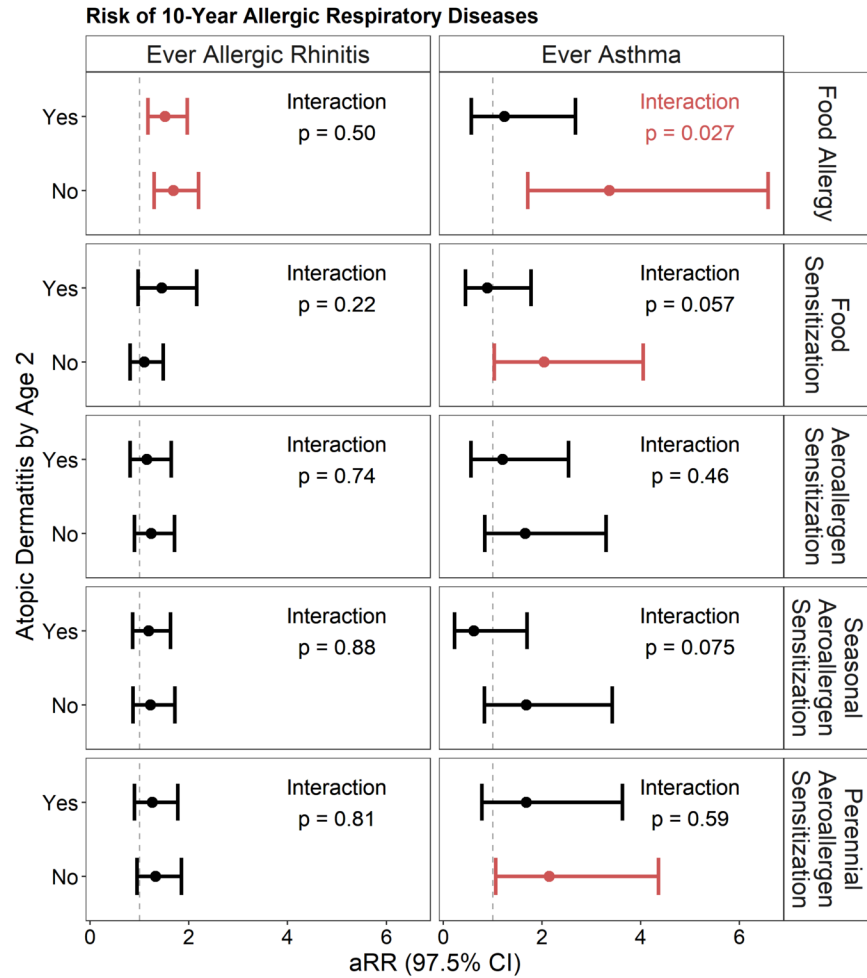 Risk of 10-Year Allergic Respiratory Diseases
Ever Allergic Rhinitis
Ever Asthma
Atopic Dermatitis by Age 2
Yes
No
Interaction
p = 0.50
Interaction
p = 0.027
Food Allergy
Yes
No
Interaction
p = 0.22
Interaction
p = 0.057
Food
Sensitization
Yes
No
Interaction
p = 0.74
Interaction
p = 0.46
Aeroallergen
Sensitization
Yes
No
Interaction
p = 0.88
Interaction
p = 0.075
Seasonal
Aeroallergen
Sensitization
Yes
No
Interaction
p = 0.81
Interaction
p = 0.59
Perennial
Aeroallergen
Sensitization
0 2 4 6 0 2 4 6
aRR (97.5% CI)